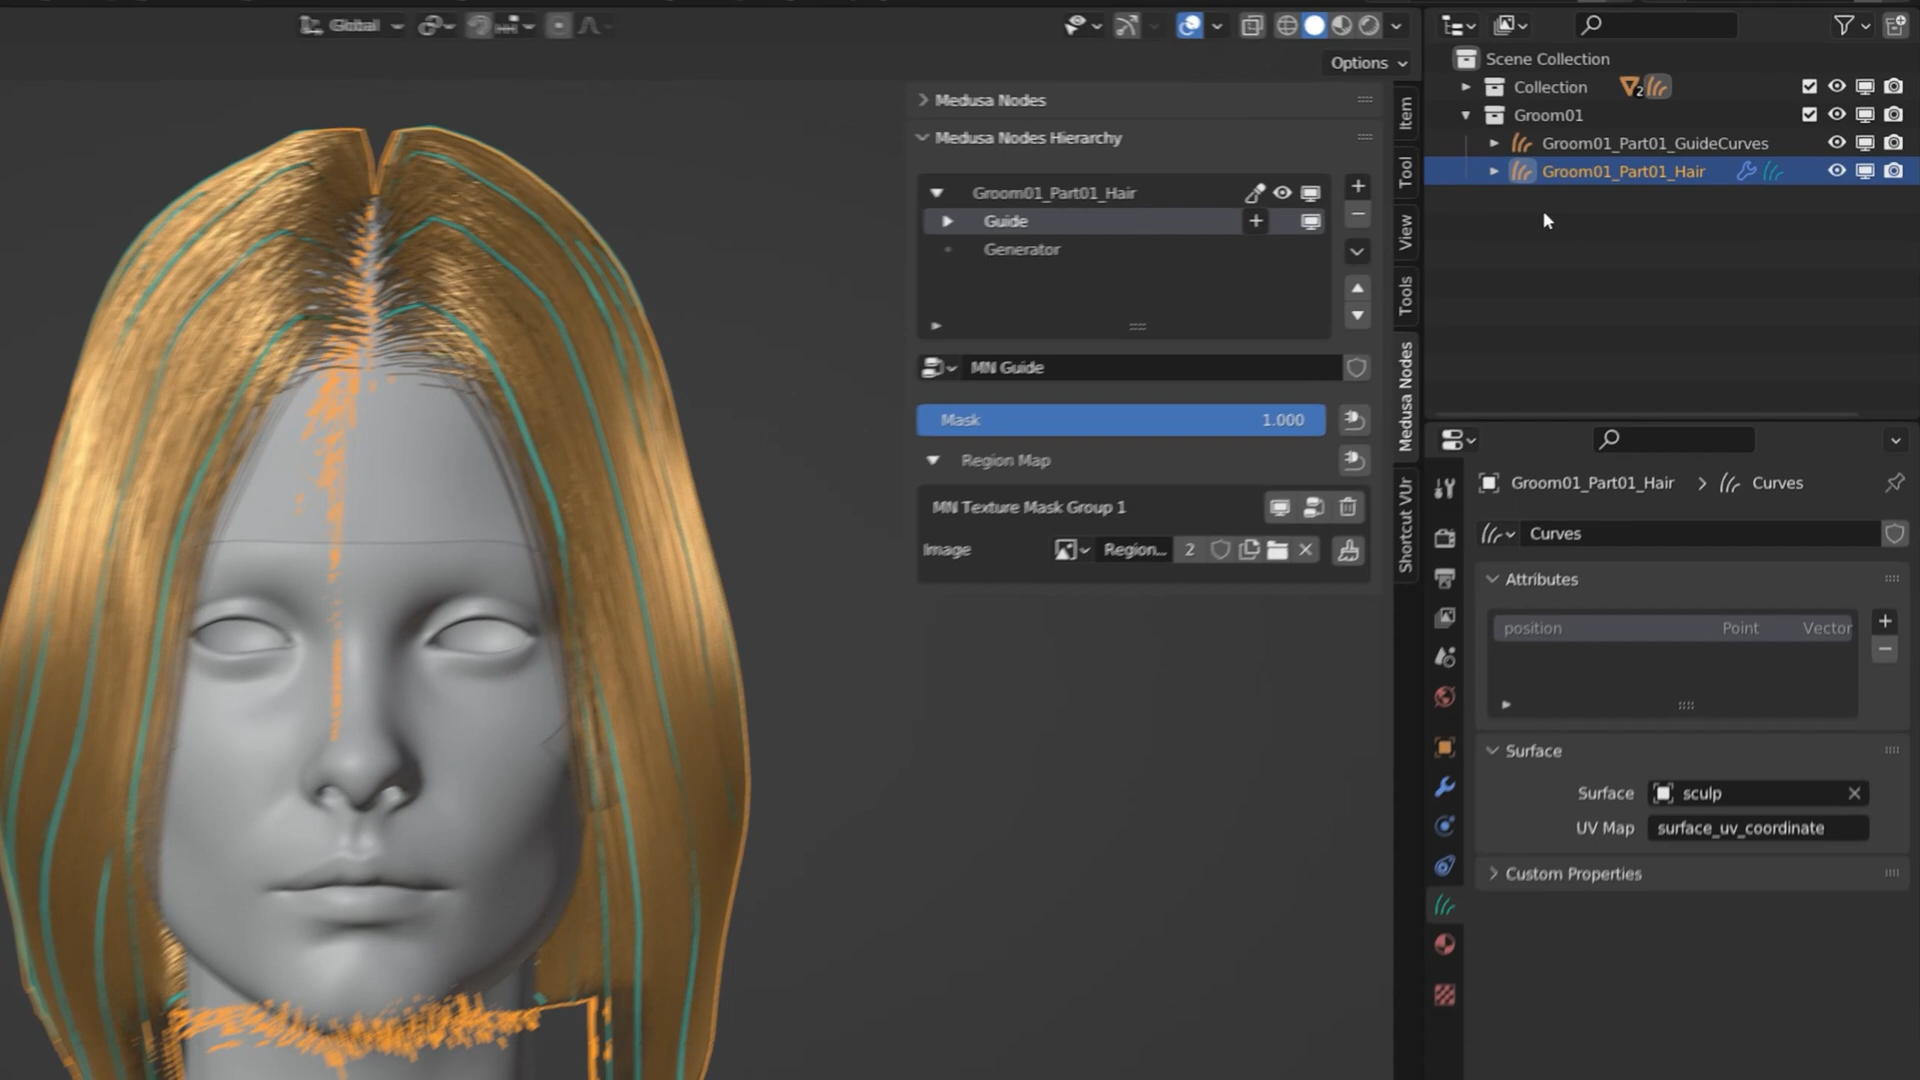 Global
Options
Medusa Nodes
Medusa Nodes Hierarchy
Groom01_Part01_Hair
Guide
Generator
MN Guide
Mask 1.000
Region Map
MN Texture Mask Group 1
Image Region... 2
Item
Tool
View
Tools
Medusa Nodes
Shortcut VUr
Scene Collection
Collection 2
Groom01
Groom01_Part01_GuideCurves
Groom01_Part01_Hair
Groom01_Part01_Hair > Curves
Curves
Attributes
position Point Vector
Surface
Surface sculp
UV Map surface_uv_coordinate
Custom Properties